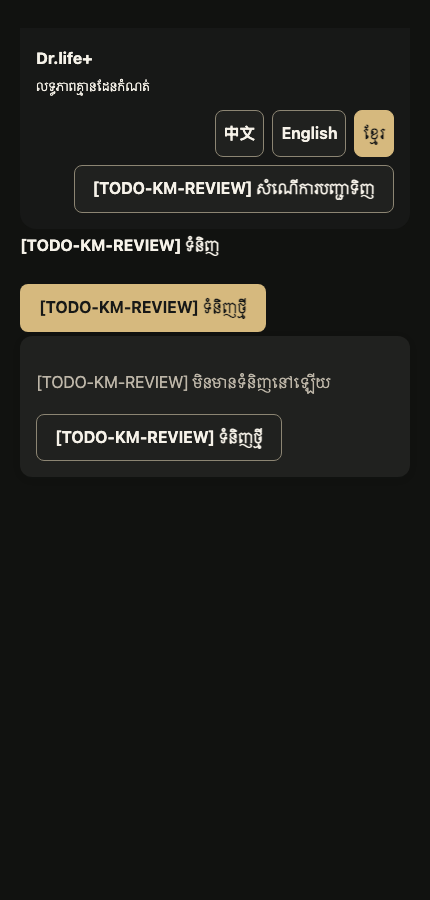 Dr.life+
លទ្ធភាពគ្មានដែនកំណត់
中文 English ខ្មែរ
[TODO-KM-REVIEW] សំណើការបញ្ជាទិញ
[TODO-KM-REVIEW] ទំនិញ
[TODO-KM-REVIEW] ទំនិញថ្មី
[TODO-KM-REVIEW] មិនមានទំនិញនៅឡើយ
[TODO-KM-REVIEW] ទំនិញថ្មី